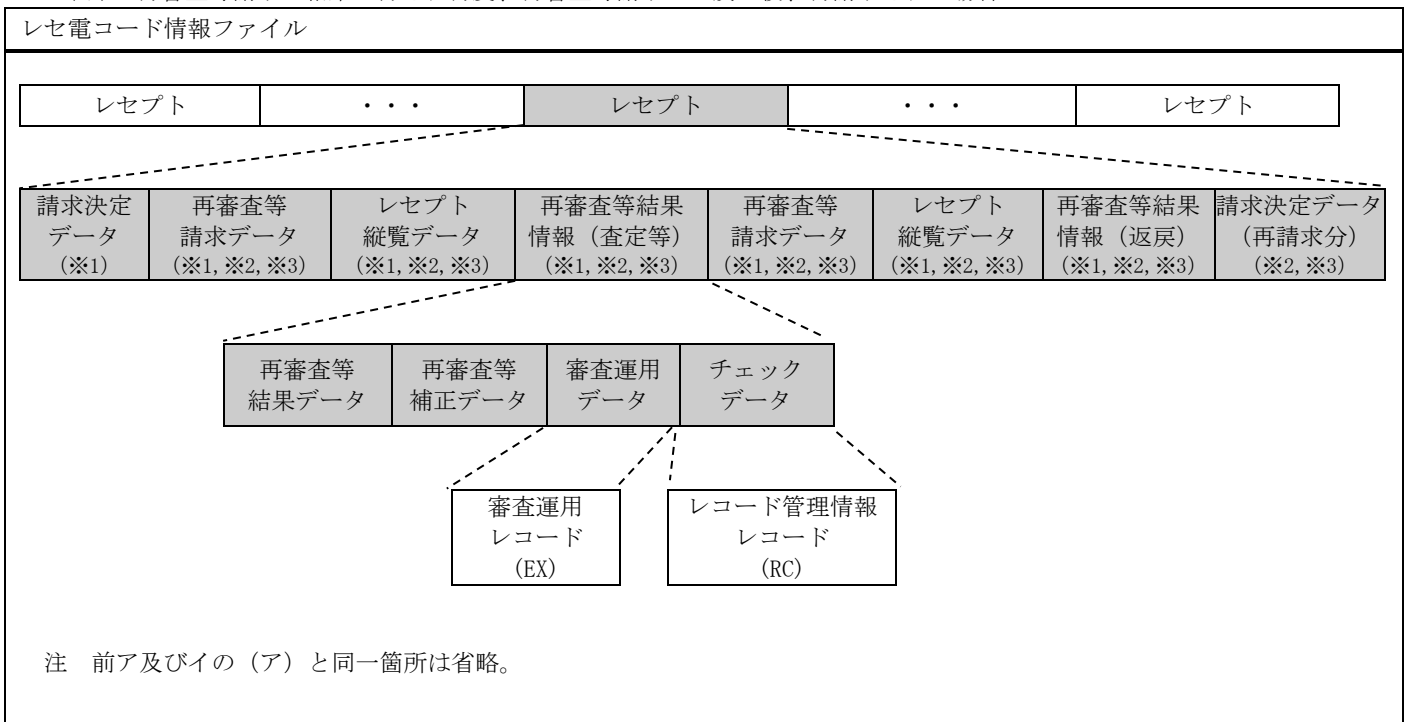 レセ電コード情報ファイル
レセプト ・・・ レセプト ・・・ レセプト
請求決定
データ
(※1)
再審査等
請求データ
(※1,※2,※3)
レセプト
縦覧データ
(※1,※2,※3)
再審査等結果
情報（査定等）
(※1,※2,※3)
再審査等
請求データ
(※1,※2,※3)
レセプト
縦覧データ
(※1,※2,※3)
再審査等結果
情報（返戻）
(※1,※2,※3)
請求決定データ
（再請求分）
(※2,※3)
再審査等
結果データ
再審査等
補正データ
審査運用
データ
チェック
データ
審査運用
レコード
(EX)
レコード管理情報
レコード
(RC)
注　前ア及びイの（ア）と同一箇所は省略。